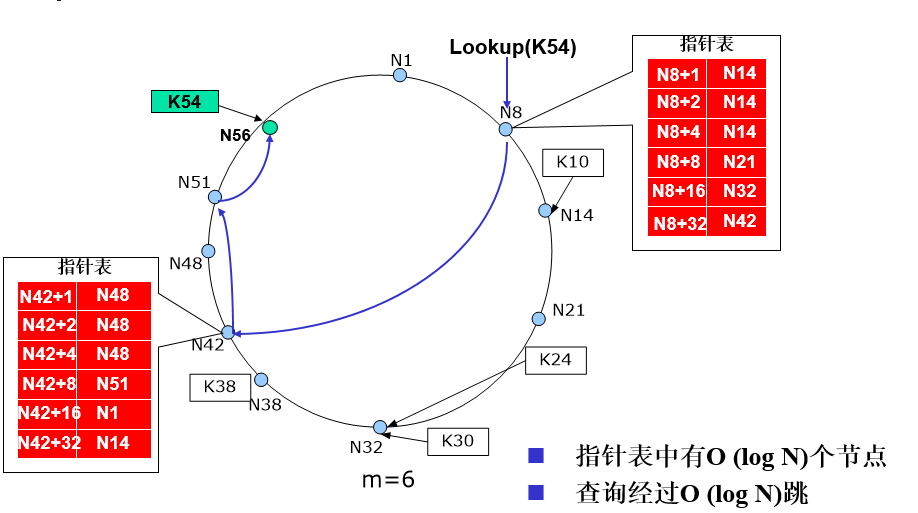 Lookup(K54)
指针表
N8+1 N14
N8+2 N14
N8+4 N14
N8+8 N21
N8+16 N32
N8+32 N42
N1
N8
K54
N56
K10
N14
N51
N48
N21
指针表
N42+1 N48
N42+2 N48
N42+4 N48
N42+8 N51
N42+16 N1
N42+32 N14
N42
K24
K38
N38
N32
K30
m=6
指针表中有O (log N)个节点
查询经过O (log N)跳